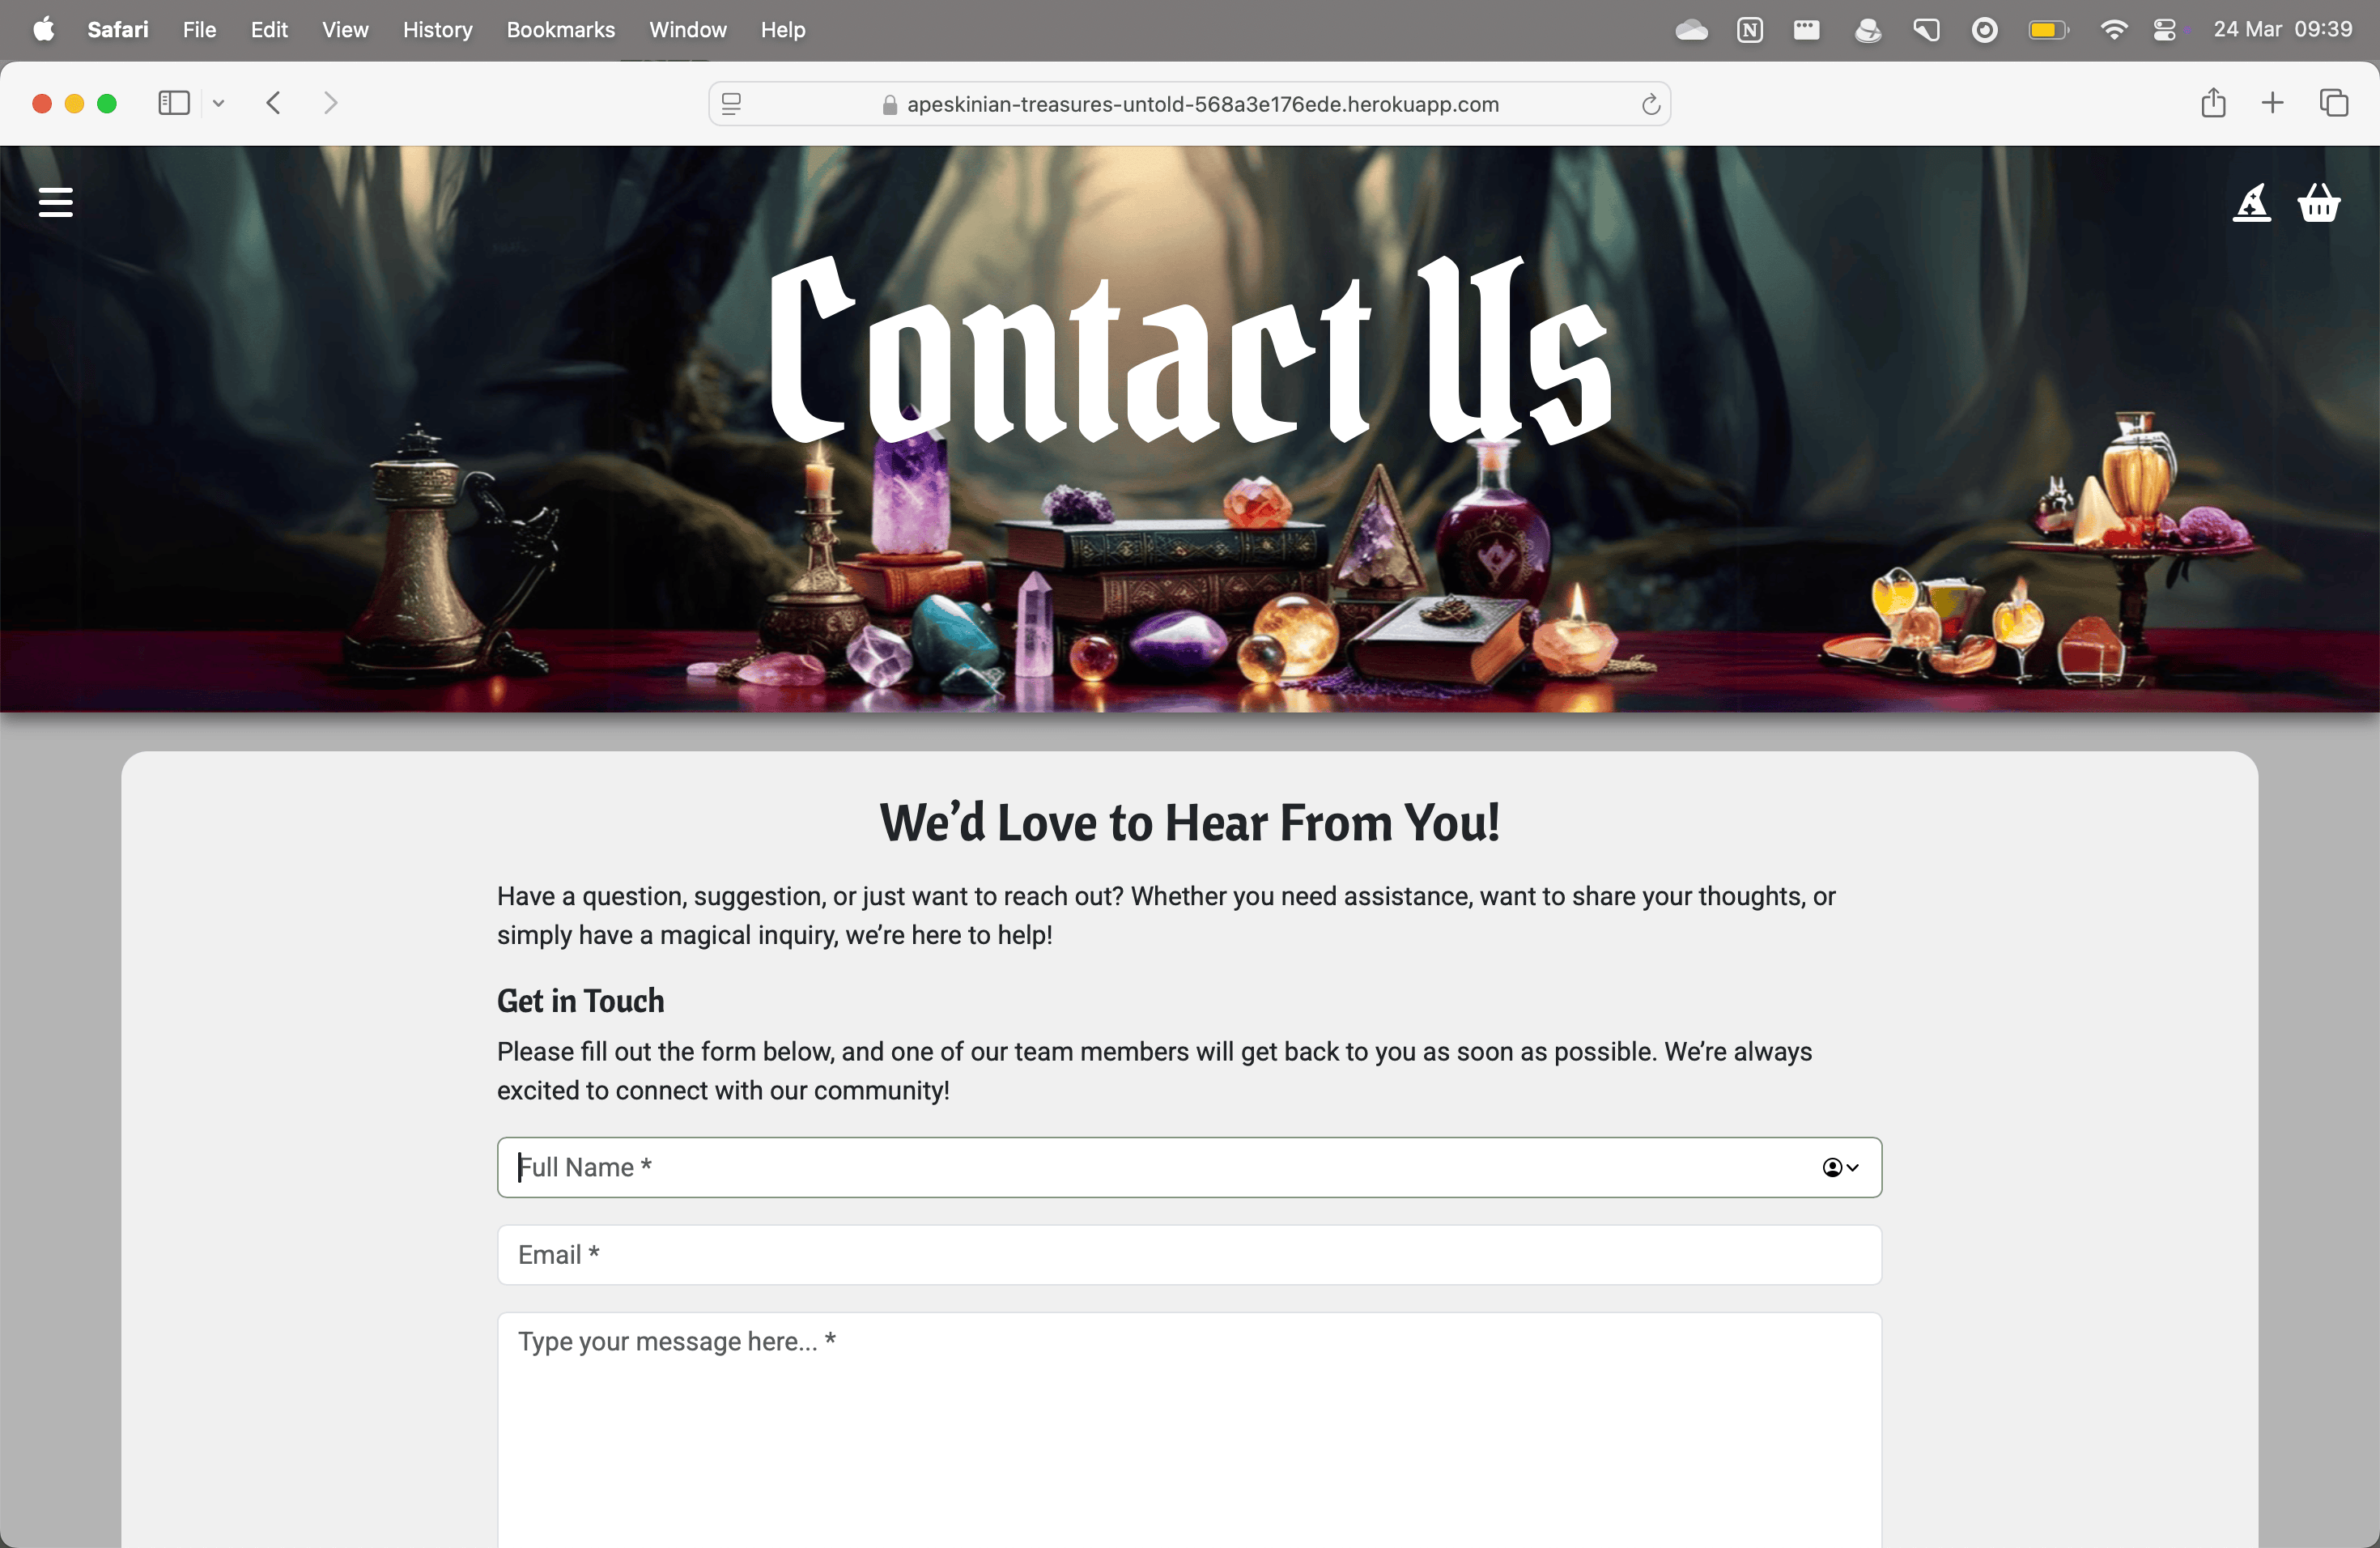 Safari File Edit View History Bookmarks Window Help N 24 Mar 09:39
apeskinian-treasures-untold-568a3e176ede.herokuapp.com
Contact Us
We’d Love to Hear From You!
Have a question, suggestion, or just want to reach out? Whether you need assistance, want to share your thoughts, or
simply have a magical inquiry, we’re here to help!
Get in Touch
Please fill out the form below, and one of our team members will get back to you as soon as possible. We’re always
excited to connect with our community!
Full Name *
Email *
Type your message here... *